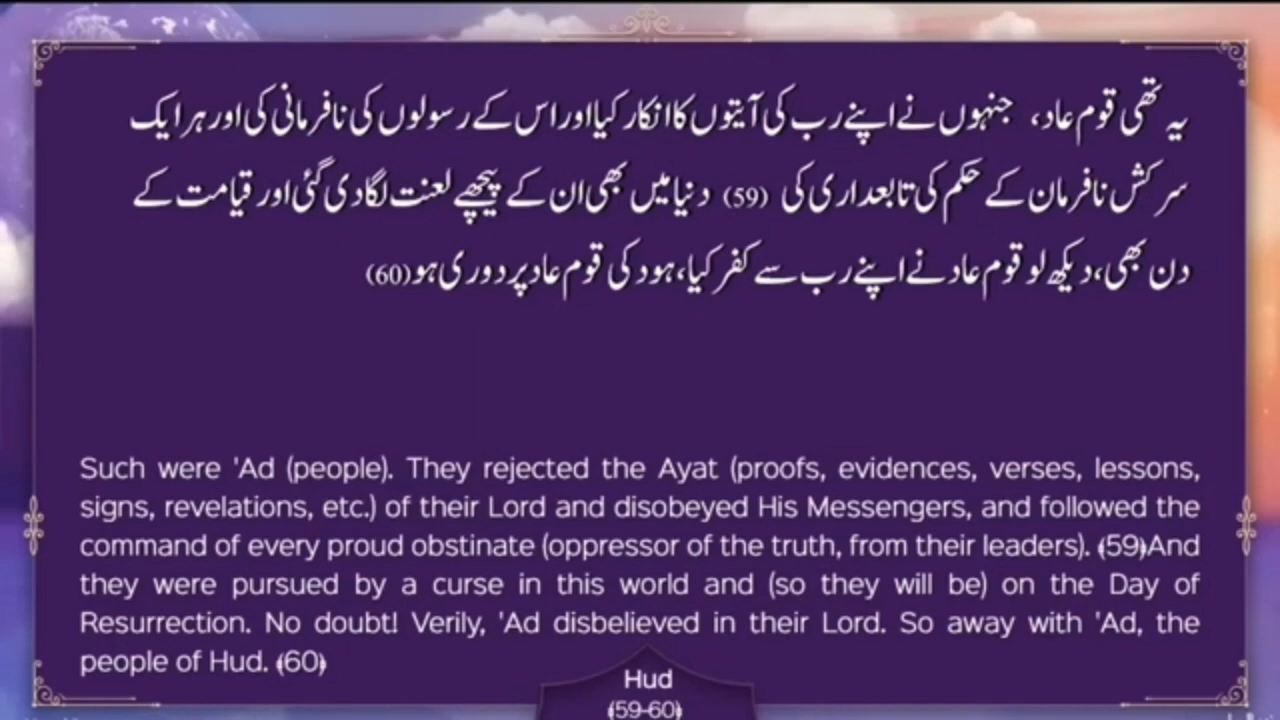 یہ تھی قوم عاد، جنہوں نے اپنے رب کی آیتوں کا انکار کیا اور اس کے رسولوں کی نافرمانی کی اور ہر ایک
سرکش نافرمان کے حکم کی تابعداری کی (59) دنیا میں بھی ان کے پیچھے لعنت لگا دی گئی اور قیامت کے
دن بھی، دیکھ لو قوم عاد نے اپنے رب سے کفر کیا، ہود کی قوم عاد پر دوری ہو (60)
Such were 'Ad (people). They rejected the Ayat (proofs, evidences, verses, lessons,
signs, revelations, etc.) of their Lord and disobeyed His Messengers, and followed the
command of every proud obstinate (oppressor of the truth, from their leaders). ﴾59﴿And
they were pursued by a curse in this world and (so they will be) on the Day of
Resurrection. No doubt! Verily, 'Ad disbelieved in their Lord. So away with 'Ad, the
people of Hud. ﴾60﴿
Hud
﴾59-60﴿